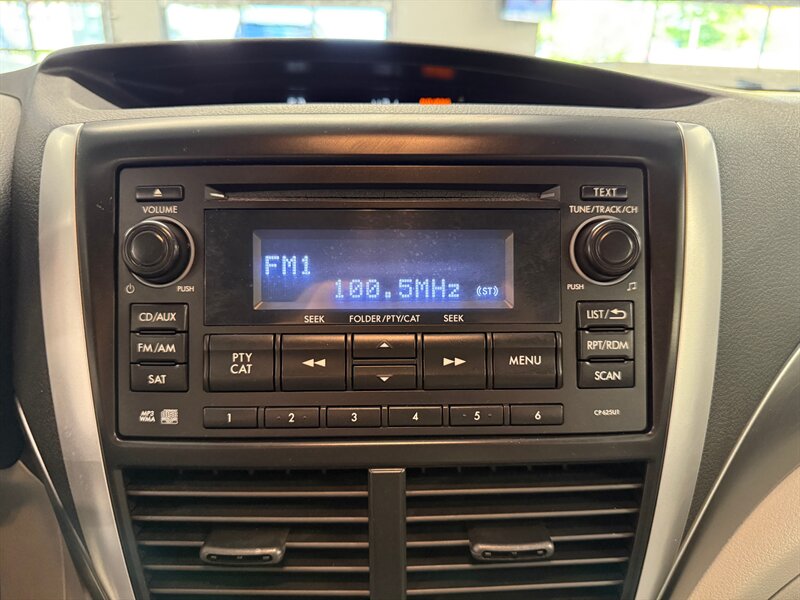 TEXT
VOLUME
TUNE/TRACK/CH
FM1
100.5MHz (ST)
PUSH
PUSH
SEEK FOLDER/PTY/CAT SEEK
CD/AUX
LIST/
FM/AM
PTY CAT
MENU
RPT/RDM
SAT
SCAN
MP3
WMA
1 2 3 4 5 6
CP625U1